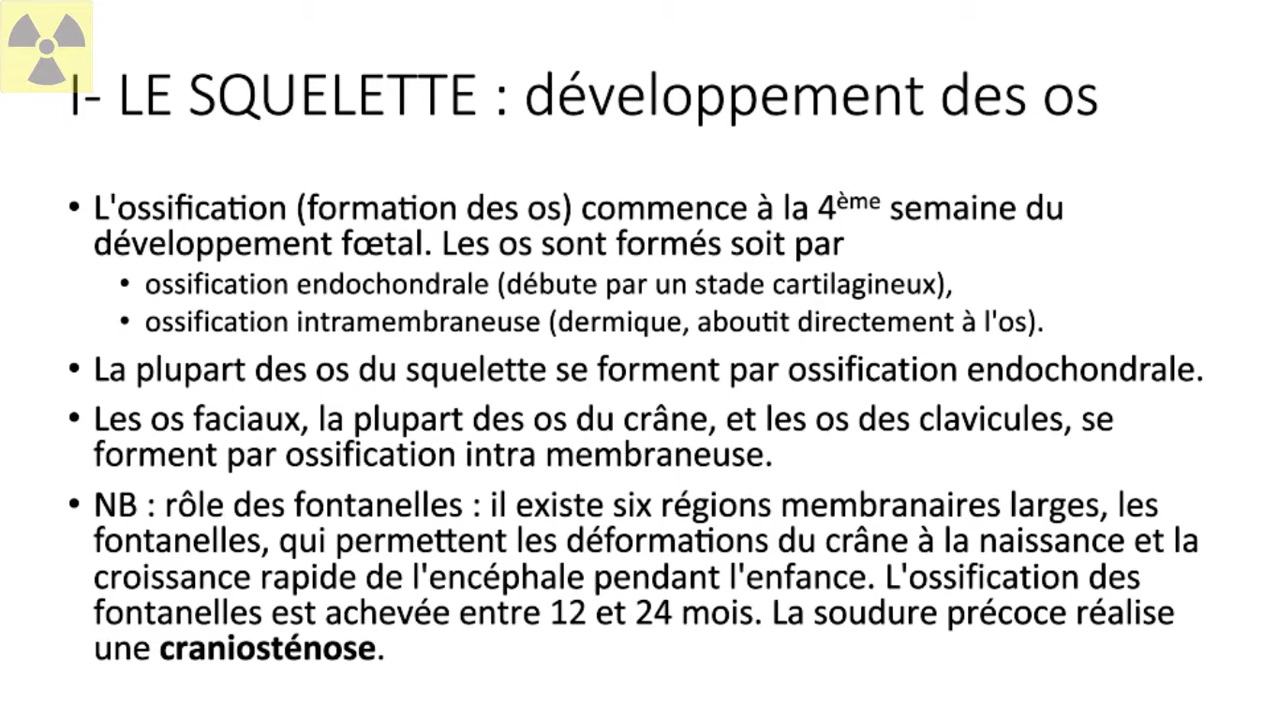 I- LE SQUELETTE : développement des os
• L'ossification (formation des os) commence à la 4ème semaine du
développement fœtal. Les os sont formés soit par
• ossification endochondrale (débute par un stade cartilagineux),
• ossification intramembraneuse (dermique, aboutit directement à l'os).
• La plupart des os du squelette se forment par ossification endochondrale.
• Les os faciaux, la plupart des os du crâne, et les os des clavicules, se
forment par ossification intra membraneuse.
• NB : rôle des fontanelles : il existe six régions membranaires larges, les
fontanelles, qui permettent les déformations du crâne à la naissance et la
croissance rapide de l'encéphale pendant l'enfance. L'ossification des
fontanelles est achevée entre 12 et 24 mois. La soudure précoce réalise
une craniosténose.